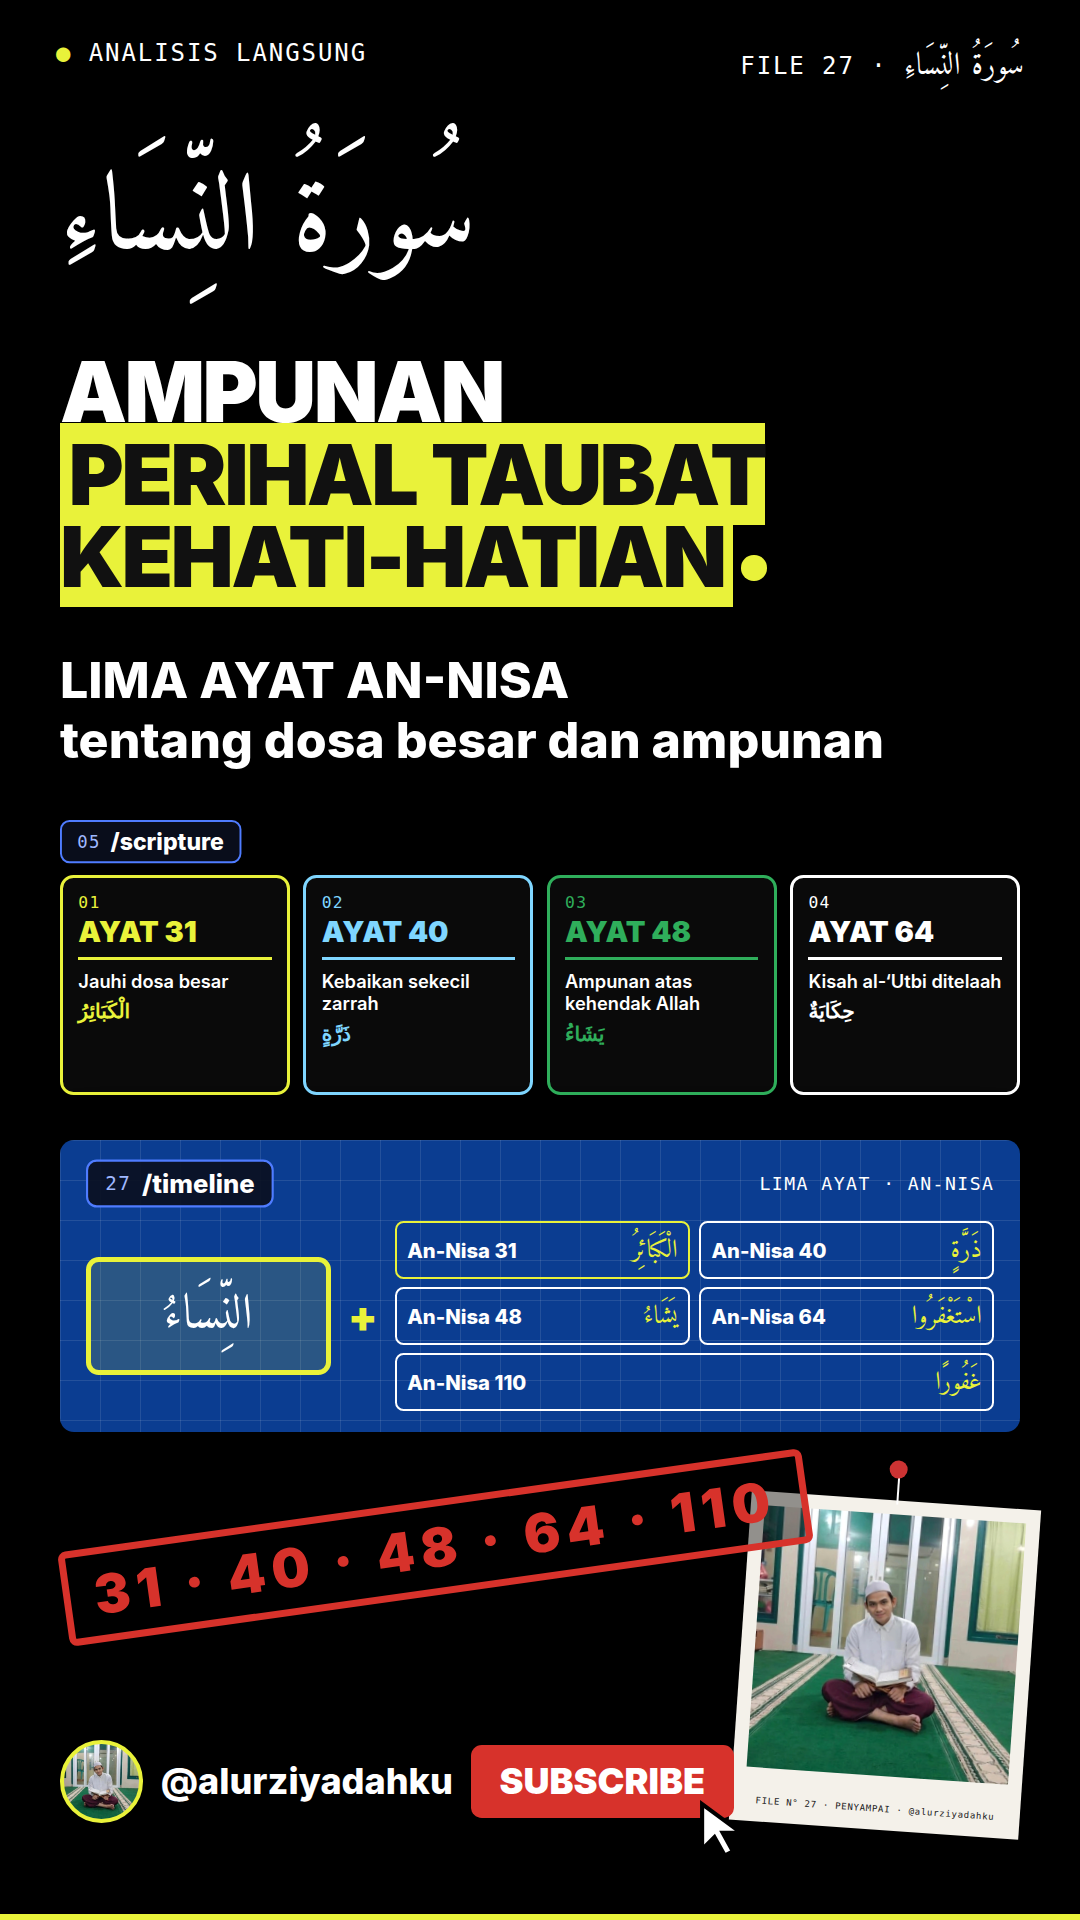 ANALISIS LANGSUNG
FILE 27 · سُورَةُ النِّسَاءِ
سُورَةُ النِّسَاءِ
AMPUNAN
PERIHAL TAUBAT
KEHATI-HATIAN
LIMA AYAT AN-NISA
tentang dosa besar dan ampunan
05 /scripture
01
AYAT 31
Jauhi dosa besar
الْكَبَائِرُ
02
AYAT 40
Kebaikan sekecil
zarrah
ذَرَّةٍ
03
AYAT 48
Ampunan atas
kehendak Allah
يَشَاءُ
04
AYAT 64
Kisah al-‘Utbi ditelaah
حِكَايَةٌ
27 /timeline
LIMA AYAT · AN-NISA
النِّسَاءُ
+
An-Nisa 31 الْكَبَائِرُ
An-Nisa 40 ذَرَّةٍ
An-Nisa 48 يَشَاءُ
An-Nisa 64 اسْتَغْفَرُوا
An-Nisa 110 غَفُورًا
31 · 40 · 48 · 64 · 110
@alurziyadahku
SUBSCRIBE
FILE N° 27 · PENYAMPAI · @alurziyadahku